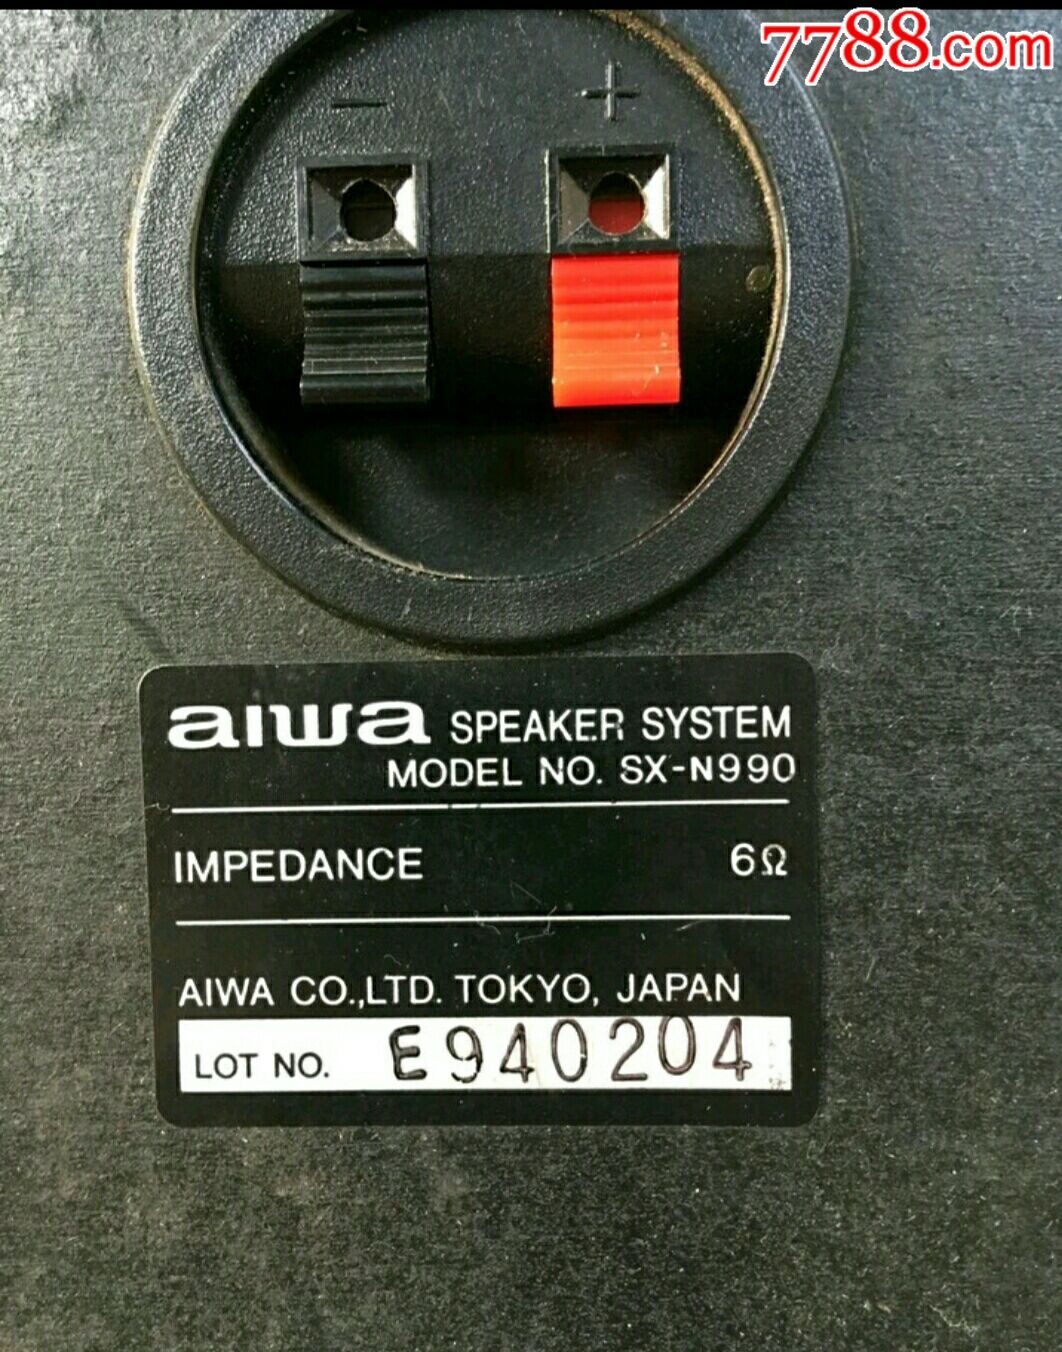 7788.com
− +
aiwa SPEAKER SYSTEM
MODEL NO. SX-N990
IMPEDANCE 6Ω
AIWA CO.,LTD. TOKYO, JAPAN
LOT NO. E940204